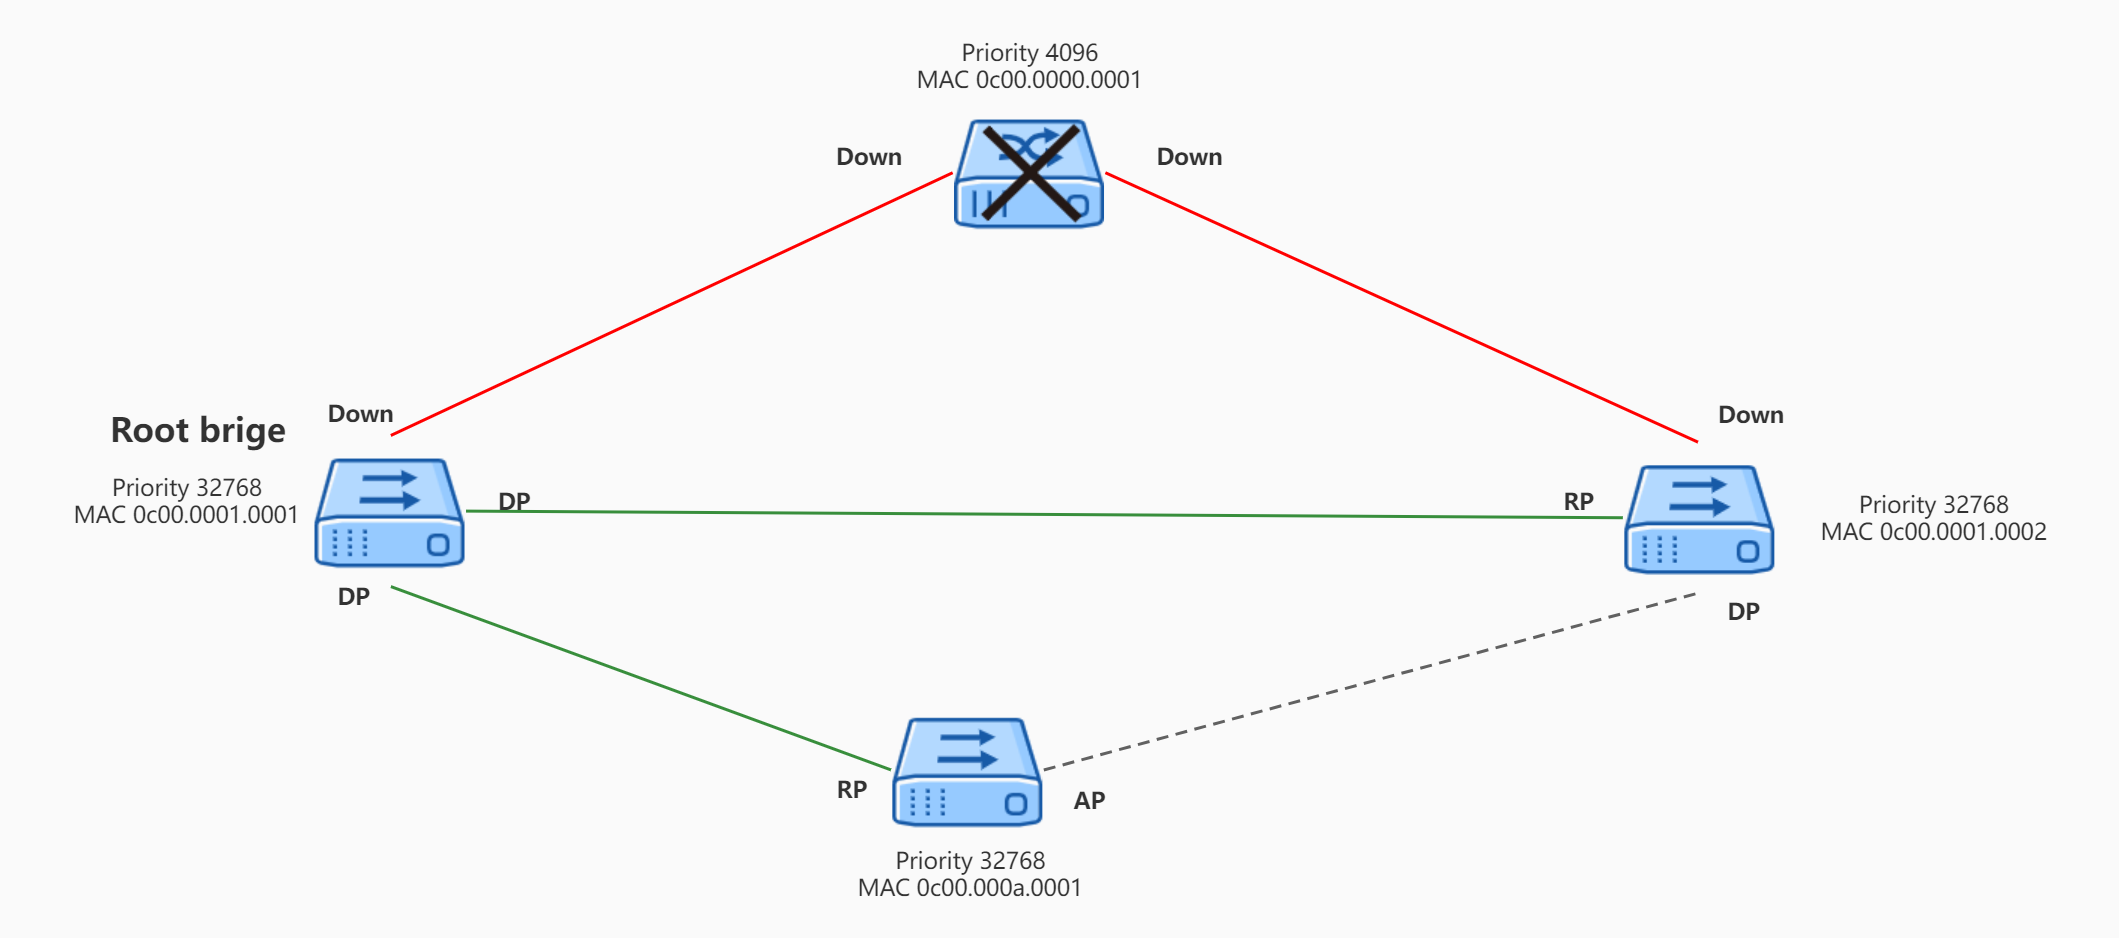 Priority 4096
MAC 0c00.0000.0001
Down
Down
Down
Root brige
Priority 32768
MAC 0c00.0001.0001
DP
RP
Down
Priority 32768
MAC 0c00.0001.0002
DP
DP
RP
AP
Priority 32768
MAC 0c00.000a.0001